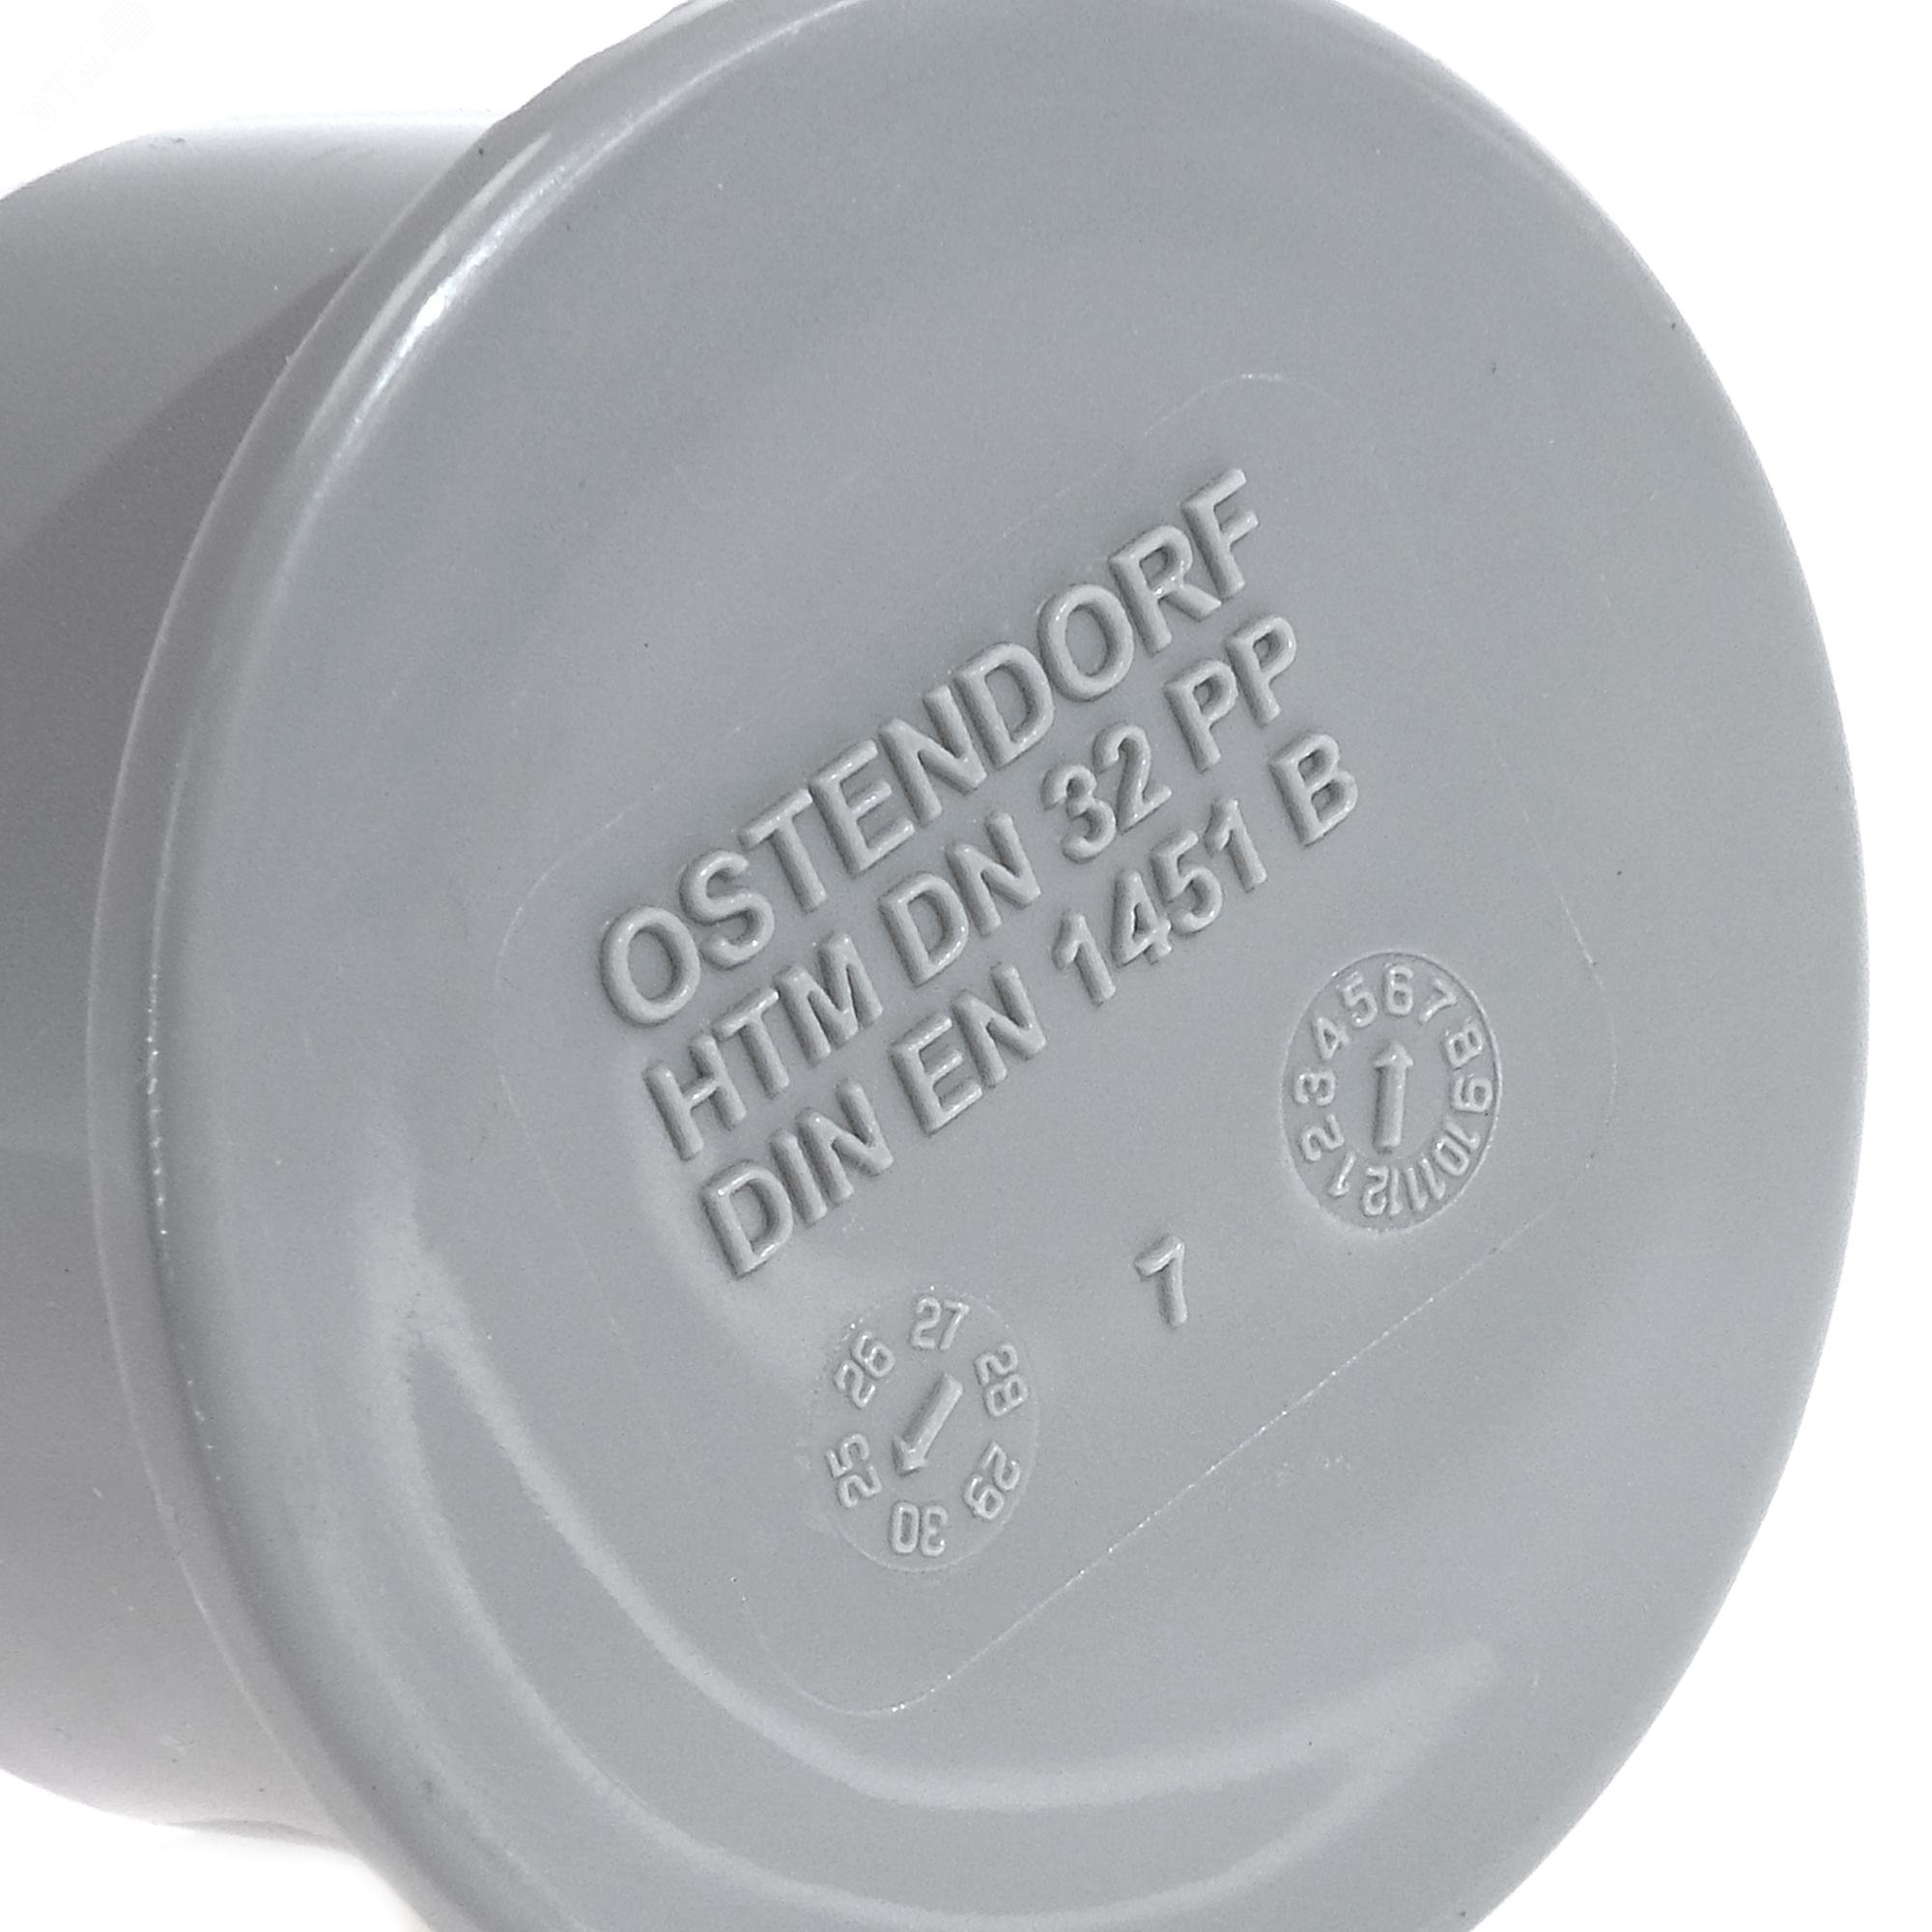 ЭТМ
OSTENDORF
HTM DN 32 PP
DIN EN 1451 B
1 2 3 4 5 6 7 8 9 10 11 12
7
25 26 27 28 29 30